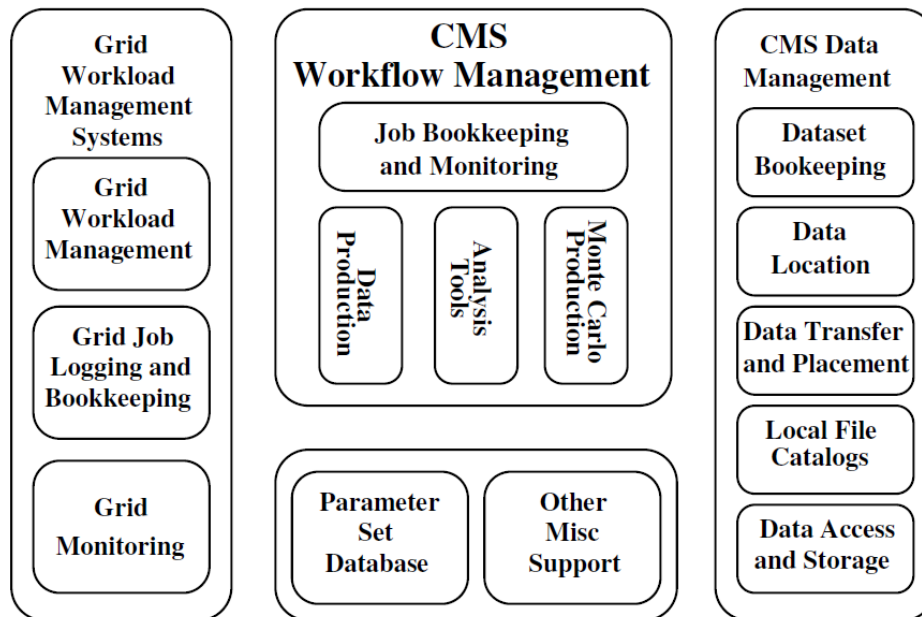 Grid
Workload
Management
Systems
Grid
Workload
Management
Grid Job
Logging and
Bookkeeping
Grid
Monitoring
CMS
Workflow Management
Job Bookkeeping
and Monitoring
Data
Production
Analysis
Tools
Monte Carlo
Production
Parameter
Set
Database
Other
Misc
Support
CMS Data
Management
Dataset
Bookeeping
Data
Location
Data Transfer
and Placement
Local File
Catalogs
Data Access
and Storage